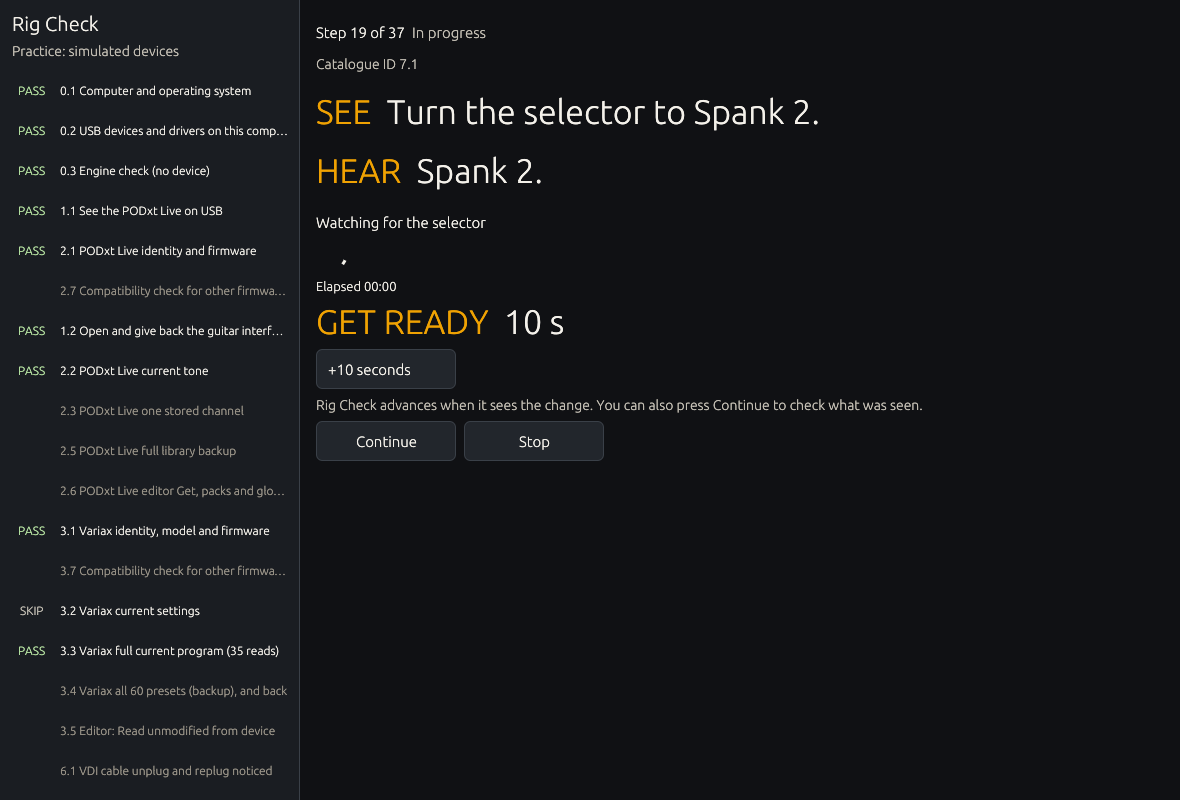 Rig Check
Practice: simulated devices
PASS 0.1 Computer and operating system
PASS 0.2 USB devices and drivers on this comp…
PASS 0.3 Engine check (no device)
PASS 1.1 See the PODxt Live on USB
PASS 2.1 PODxt Live identity and firmware
2.7 Compatibility check for other firmwa…
PASS 1.2 Open and give back the guitar interf…
PASS 2.2 PODxt Live current tone
2.3 PODxt Live one stored channel
2.5 PODxt Live full library backup
2.6 PODxt Live editor Get, packs and glo…
PASS 3.1 Variax identity, model and firmware
3.7 Compatibility check for other firmwa…
SKIP 3.2 Variax current settings
PASS 3.3 Variax full current program (35 reads)
3.4 Variax all 60 presets (backup), and back
3.5 Editor: Read unmodified from device
6.1 VDI cable unplug and replug noticed
Step 19 of 37 In progress
Catalogue ID 7.1
SEE Turn the selector to Spank 2.
HEAR Spank 2.
Watching for the selector
Elapsed 00:00
GET READY 10 s
+10 seconds
Rig Check advances when it sees the change. You can also press Continue to check what was seen.
Continue Stop